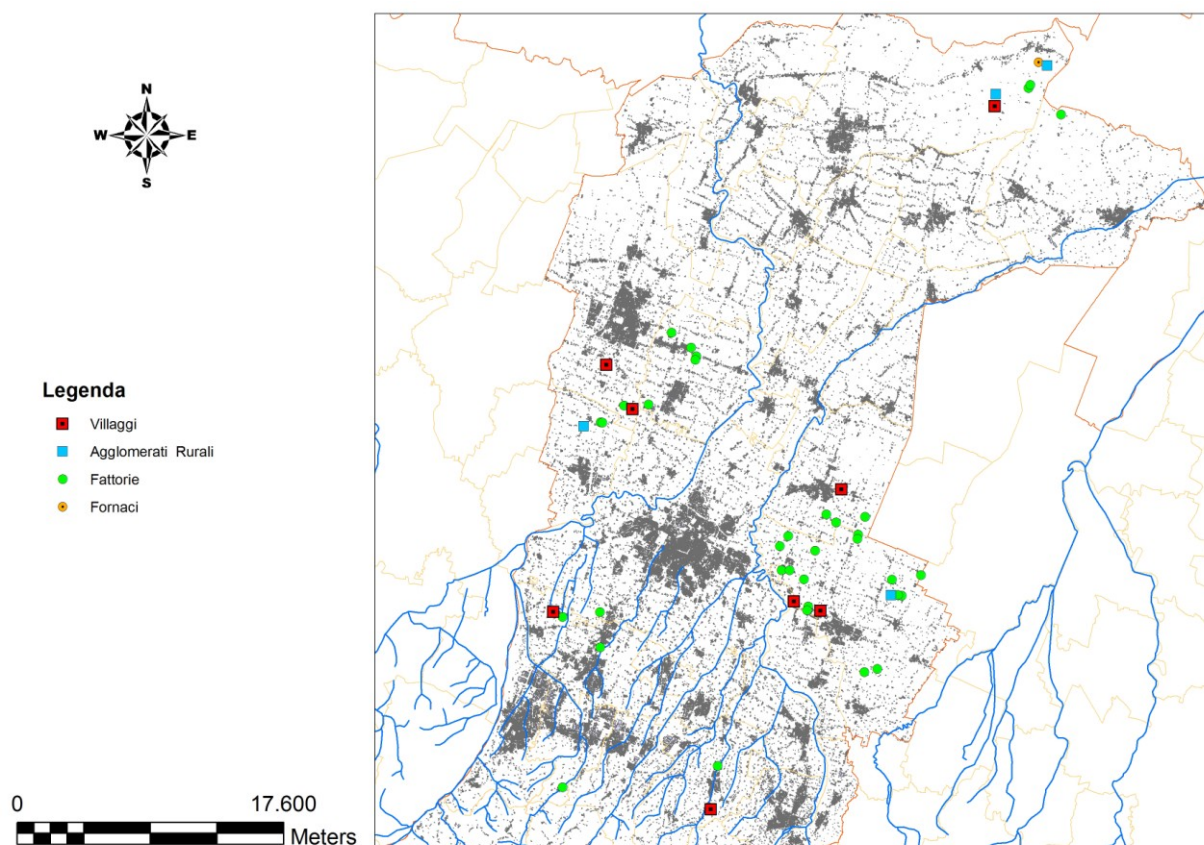 N
W E
S
Legenda
Villaggi
Agglomerati Rurali
Fattorie
Fornaci
0 17.600
Meters